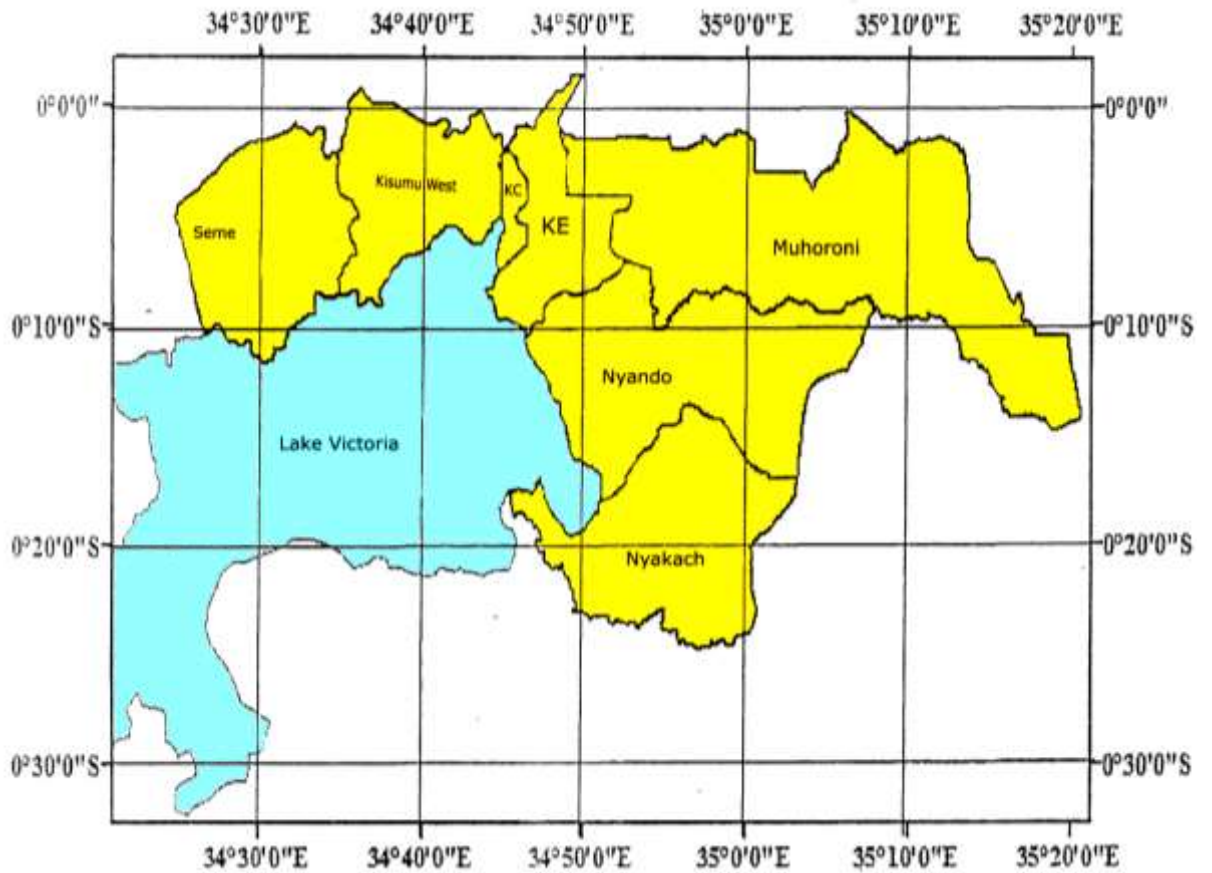 34°30'0"E 34°40'0"E 34°50'0"E 35°0'0"E 35°10'0"E 35°20'0"E
0°0'0" 0°0'0"
Kisumu West KC
Seme KE Muhoroni
0°10'0"S 0°10'0"S
Nyando
Lake Victoria
0°20'0"S 0°20'0"S
Nyakach
0°30'0"S 0°30'0"S
34°30'0"E 34°40'0"E 34°50'0"E 35°0'0"E 35°10'0"E 35°20'0"E